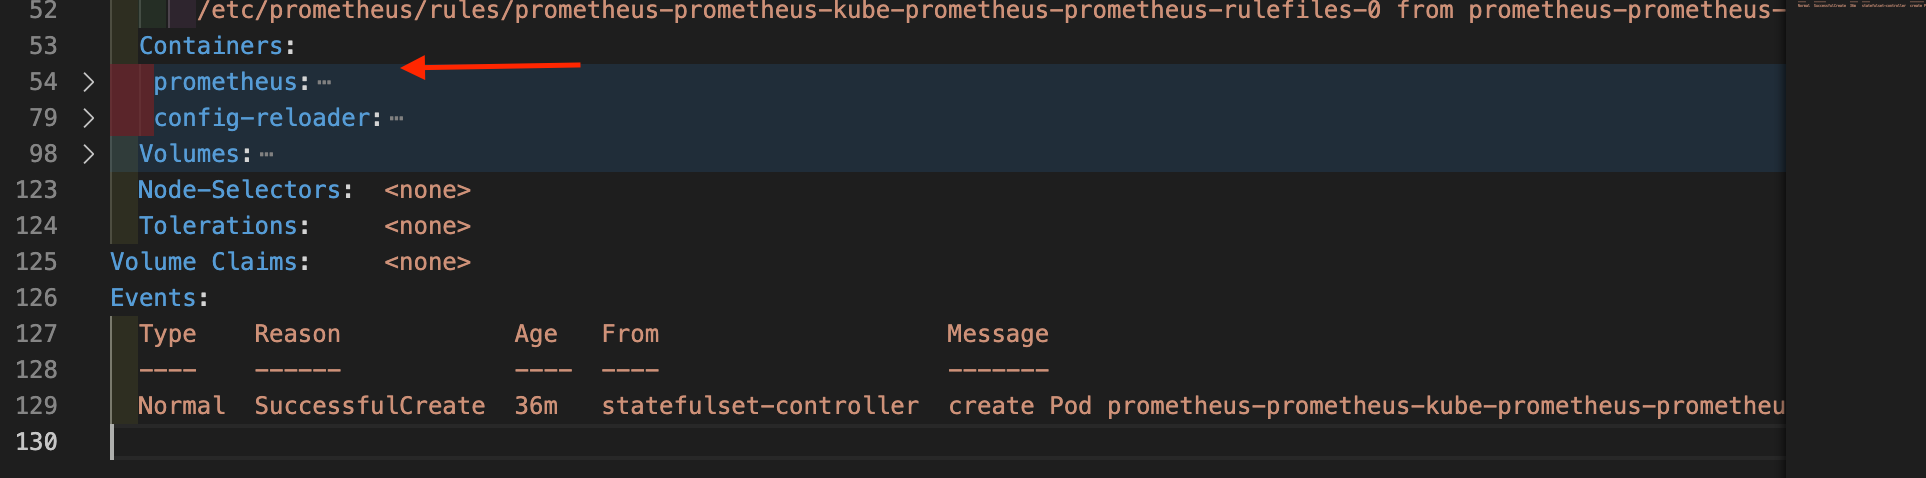 52 /etc/prometheus/rules/prometheus-prometheus-kube-prometheus-prometheus-rulefiles-0 from prometheus-prometheus-
53 Containers:
54 prometheus:…
79 config-reloader:…
98 Volumes:…
123 Node-Selectors: <none>
124 Tolerations: <none>
125 Volume Claims: <none>
126 Events:
127 Type Reason Age From Message
128 ---- ------ ---- ---- -------
129 Normal SuccessfulCreate 36m statefulset-controller create Pod prometheus-prometheus-kube-prometheus-prometheu
130